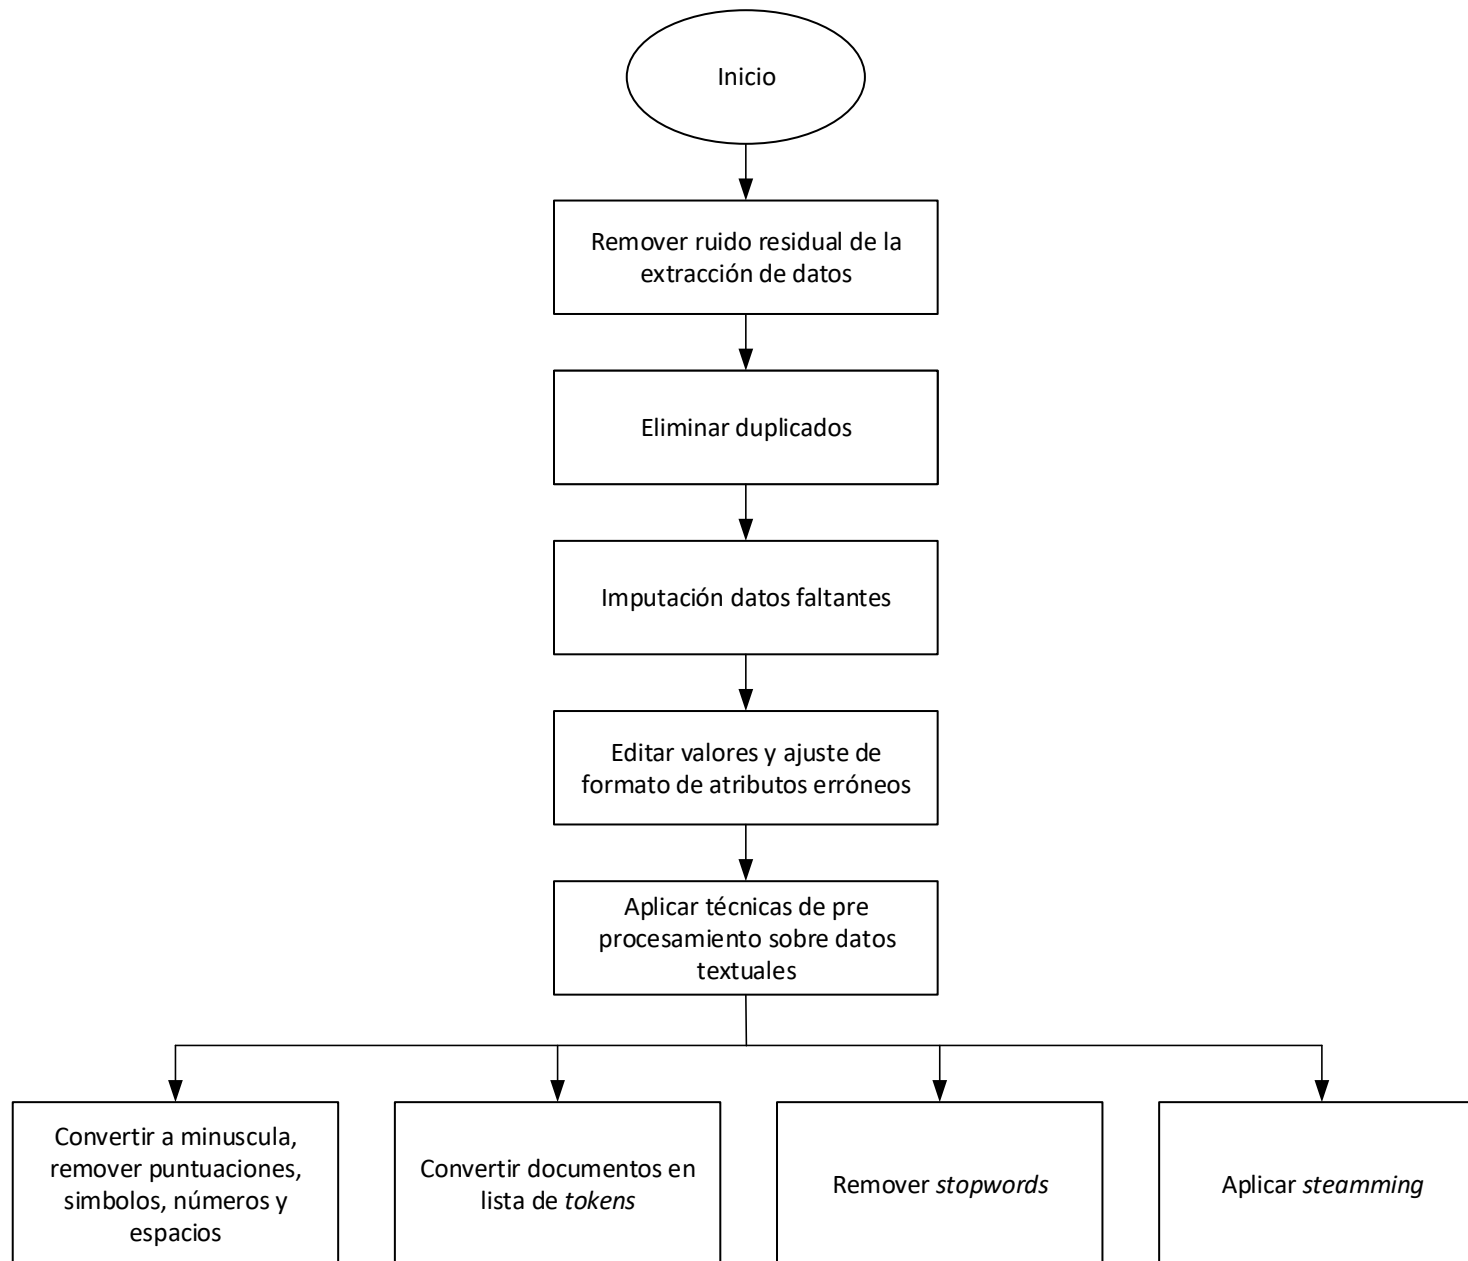 Inicio
Remover ruido residual de la
extracción de datos
Eliminar duplicados
Imputación datos faltantes
Editar valores y ajuste de
formato de atributos erróneos
Aplicar técnicas de pre
procesamiento sobre datos
textuales
Convertir a minuscula,
remover puntuaciones,
simbolos, números y
espacios
Convertir documentos en
lista de tokens
Remover stopwords
Aplicar steamming